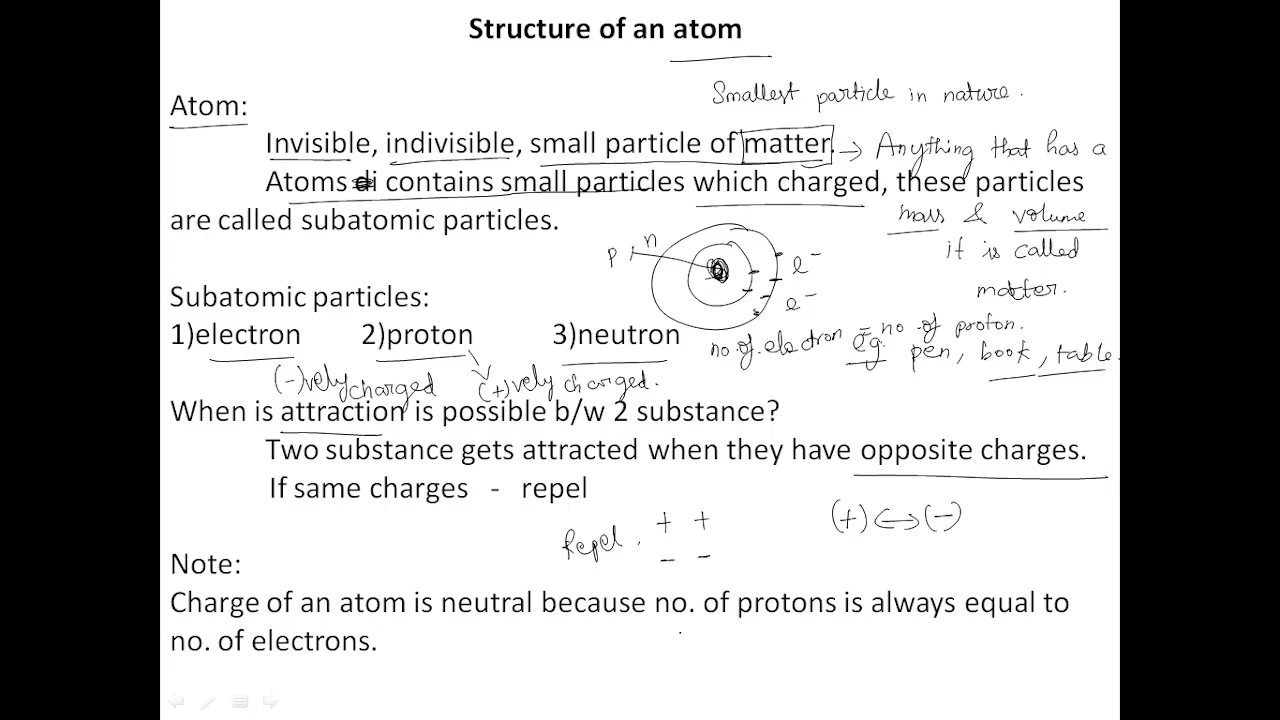 Structure of an atom
Smallest particle in nature.
Atom:
Invisible, indivisible, small particle of matter. → Anything that has a
Atoms di contains small particles which charged, these particles
mass & volume
are called subatomic particles.
p n
it is called
e⁻
matter.
Subatomic particles:
e⁻
no. of electron = no of proton.
1)electron 2)proton 3)neutron
Eg. pen, book, table.
(-)vely charged (+)vely charged.
When is attraction is possible b/w 2 substance?
Two substance gets attracted when they have opposite charges.
If same charges - repel
(+) ↔ (-)
Repel. + +
- -
Note:
Charge of an atom is neutral because no. of protons is always equal to
no. of electrons.